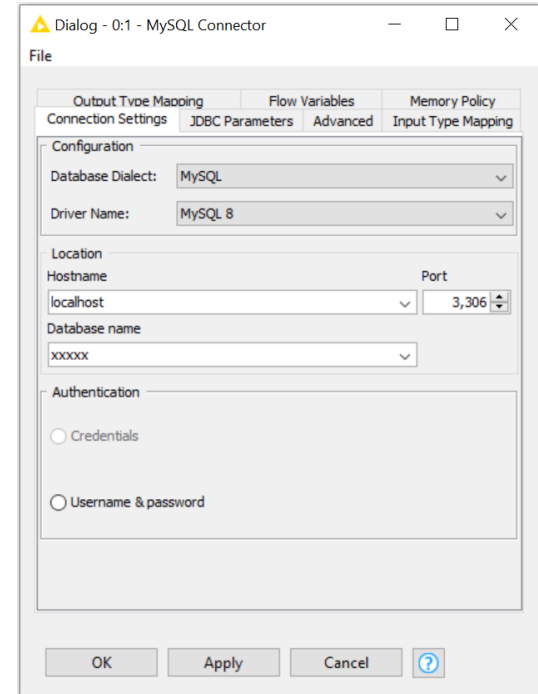 Dialog - 0:1 - MySQL Connector
File
Output Type Mapping Flow Variables Memory Policy
Connection Settings JDBC Parameters Advanced Input Type Mapping
Configuration
Database Dialect: MySQL
Driver Name: MySQL 8
Location
Hostname Port
localhost 3,306
Database name
xxxxx
Authentication
Credentials
Username & password
OK Apply Cancel ?